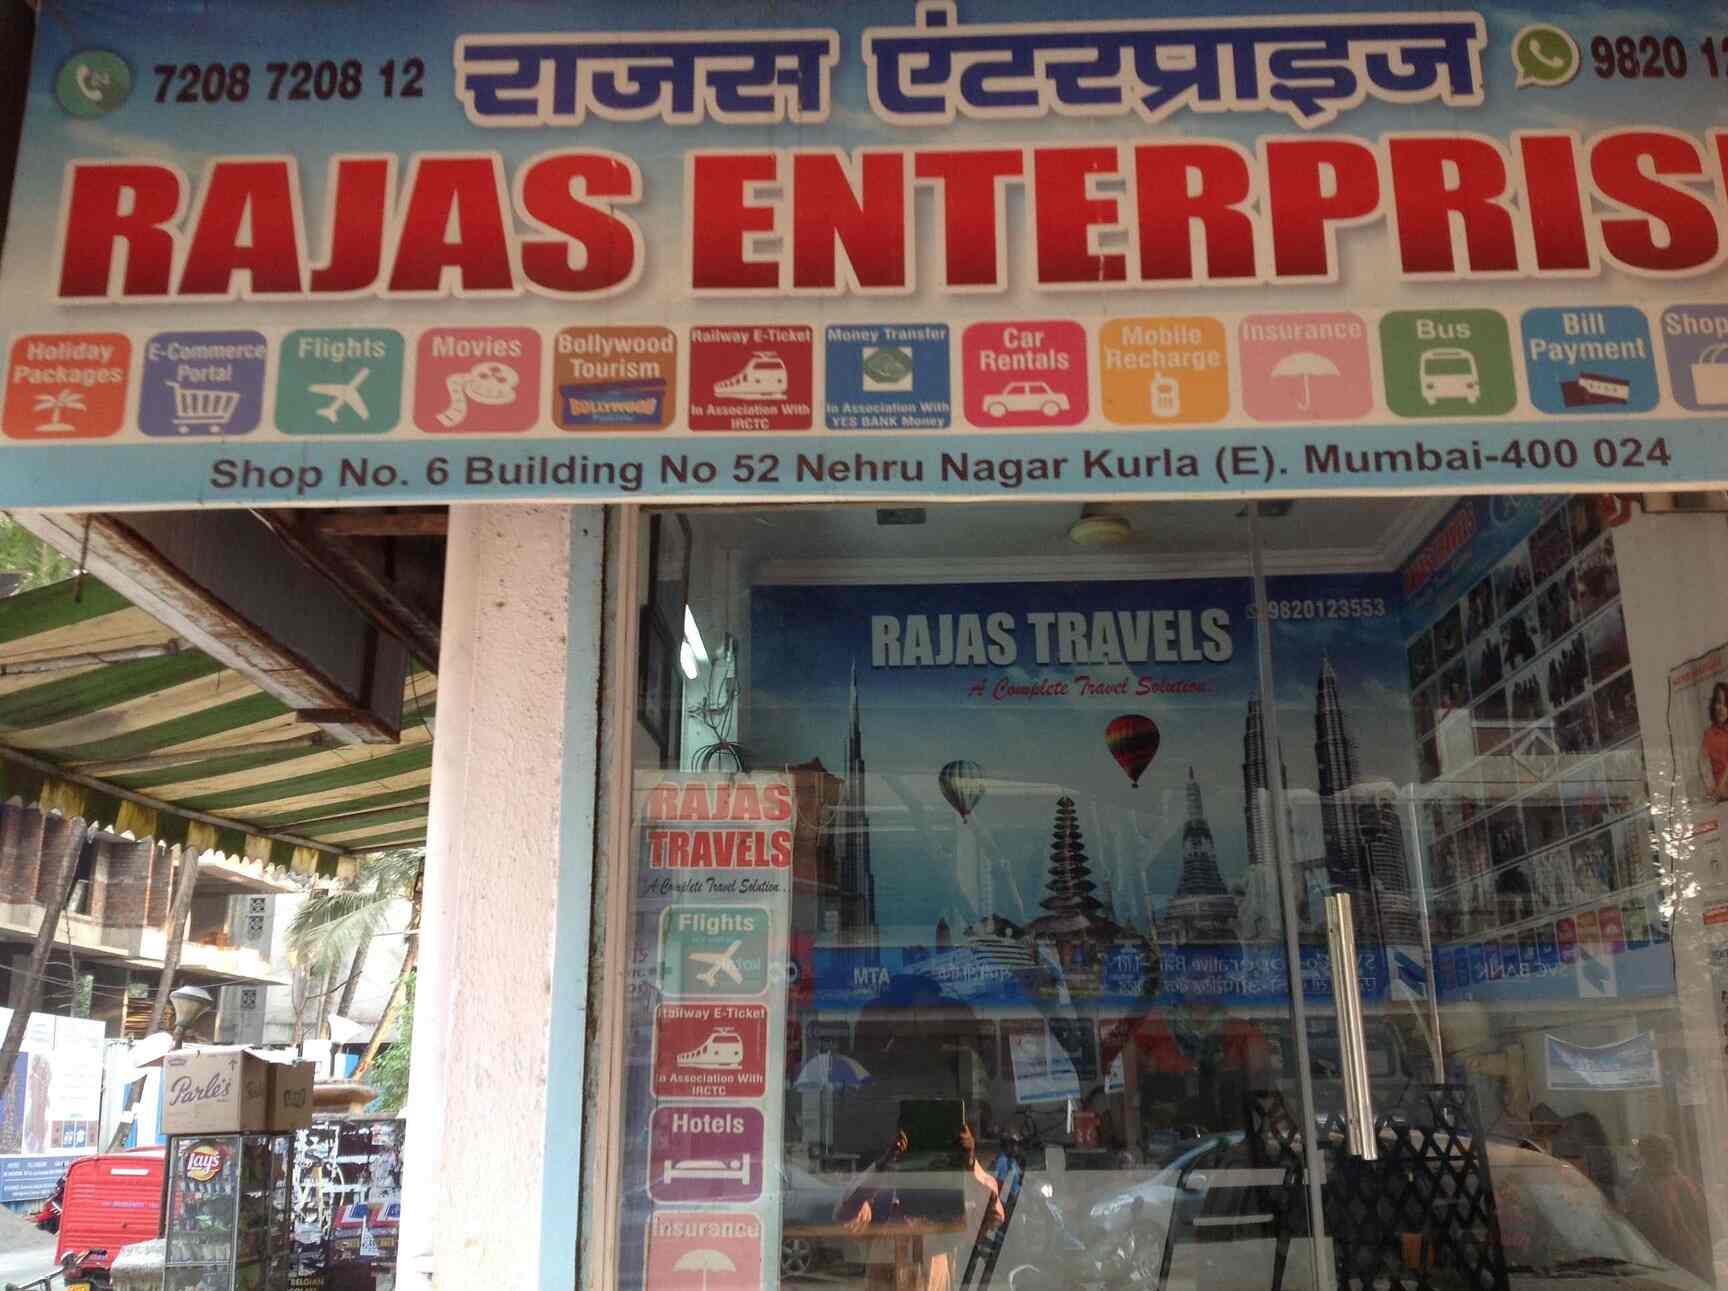 7208 7208 12 राजस एंटरप्राइज 9820 12
RAJAS ENTERPRIS
Holiday Packages
E-Commerce Portal
Flights
Movies
Bollywood Tourism
BOLLYWOOD
Railway E-Ticket
In Association With
IRCTC
Money Transfer
In Association With
YES BANK Money
Car Rentals
Mobile Recharge
Insurance
Bus
Bill Payment
Shop
Shop No. 6 Building No 52 Nehru Nagar Kurla (E). Mumbai-400 024
RAJAS TRAVELS
9820123553
A Complete Travel Solution..
RAJAS
TRAVELS
A Complete Travel Solution..
Flights
Railway E-Ticket
In Association With
IRCTC
Hotels
Insurance
MTA
SVC BANK
Parle's
Lay's
BELGIAN